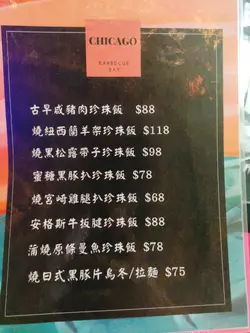 CHICAGO
BARBECUE
BAR
古早咸豬肉珍珠飯 $88
燒紐西蘭羊架珍珠飯 $118
燒黑松露帶子珍珠飯 $98
蜜糖黑豚扒珍珠飯 $78
燒宮崎雞腿扒珍珠飯 $68
安格斯牛扳腱珍珠飯 $88
蒲燒原條曼魚珍珠飯 $78
燒日式黑豚片烏冬/拉麵 $75